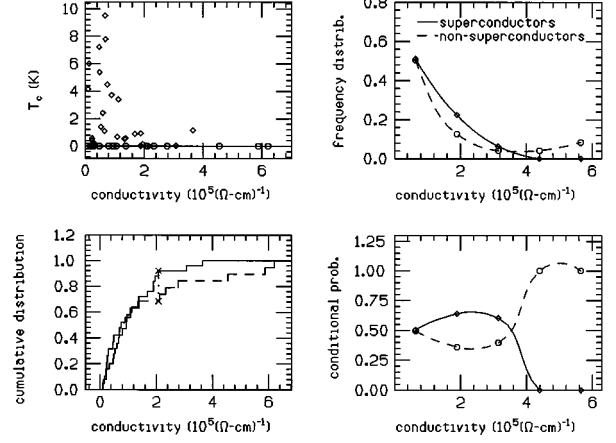 T_c (K)
10
8
6
4
2
0
0 2 4 6
conductivity (10^5(Ω-cm)^-1)
frequency distrib.
0.8
0.6
0.4
0.2
0.0
superconductors
non-superconductors
0 2 4 6
conductivity (10^5(Ω-cm)^-1)
cumulative distribution
1.2
1.0
0.8
0.6
0.4
0.2
0.0
0 2 4 6
conductivity (10^5(Ω-cm)^-1)
conditional prob.
1.25
1.00
0.75
0.50
0.25
0.00
0 2 4 6
conductivity (10^5(Ω-cm)^-1)